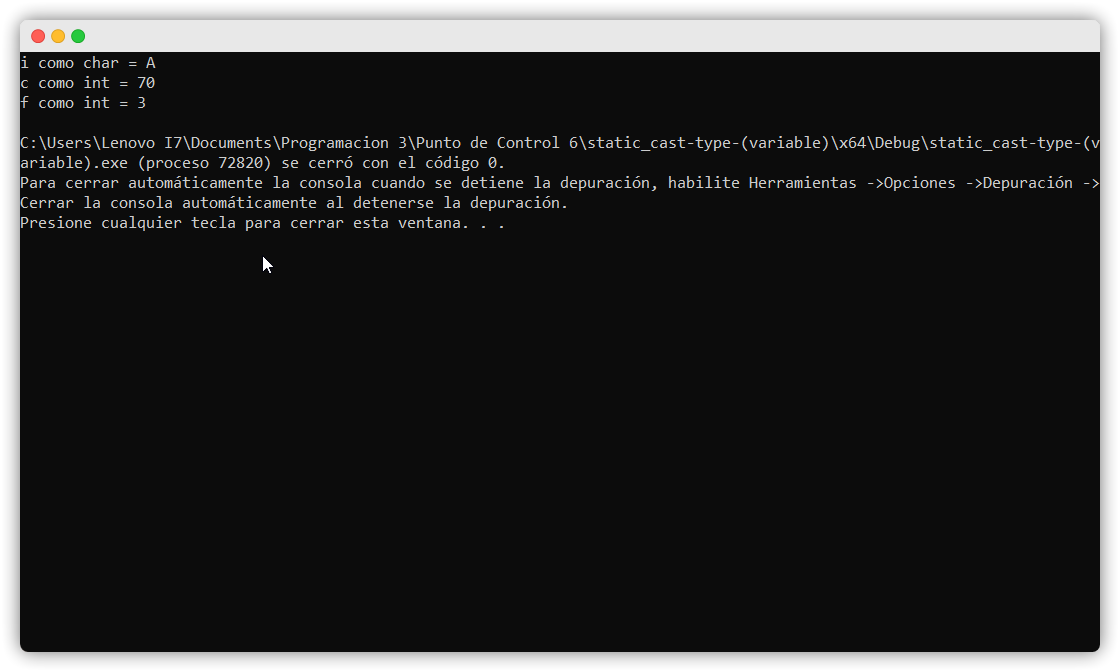 i como char = A
c como int = 70
f como int = 3
C:\Users\Lenovo I7\Documents\Programacion 3\Punto de Control 6\static_cast-type-(variable)\x64\Debug\static_cast-type-(v
ariable).exe (proceso 72820) se cerró con el código 0.
Para cerrar automáticamente la consola cuando se detiene la depuración, habilite Herramientas ->Opciones ->Depuración ->
Cerrar la consola automáticamente al detenerse la depuración.
Presione cualquier tecla para cerrar esta ventana. . .